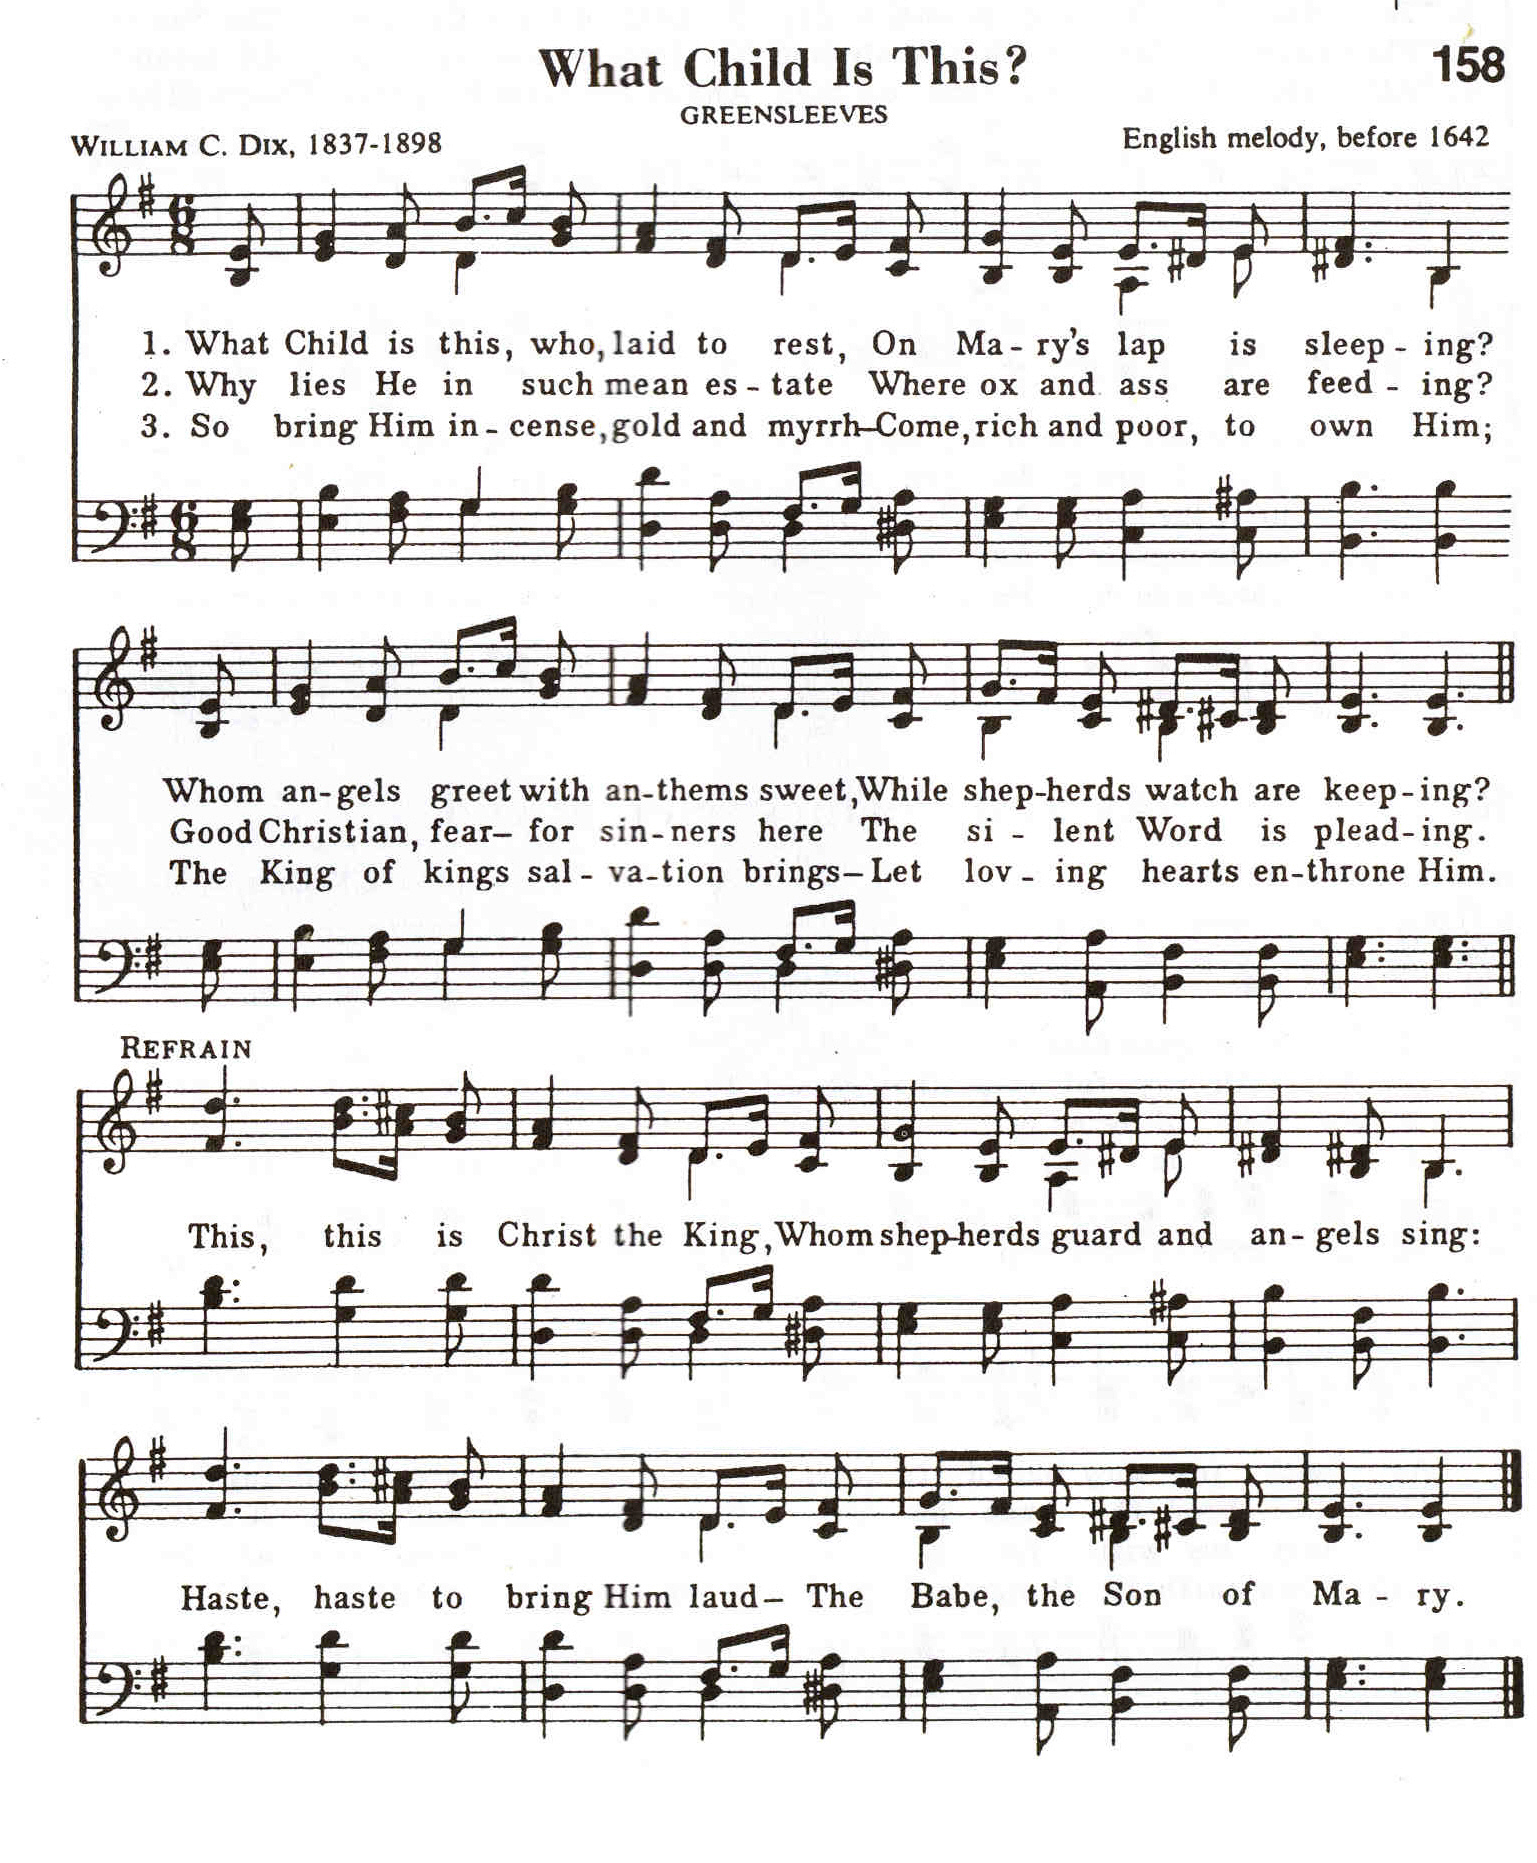 What Child Is This? 158
GREENSLEEVES
WILLIAM C. DIX, 1837-1898 English melody, before 1642
1. What Child is this, who, laid to rest, On Ma - ry's lap is sleep - ing?
2. Why lies He in such mean es - tate Where ox and ass are feed - ing?
3. So bring Him in - cense, gold and myrrh—Come, rich and poor, to own Him;
Whom an - gels greet with an - thems sweet, While shep - herds watch are keep - ing?
Good Christian, fear— for sin - ners here The si - lent Word is plead - ing.
The King of kings sal - va - tion brings—Let lov - ing hearts en - throne Him.
REFRAIN
This, this is Christ the King, Whom shep - herds guard and an - gels sing:
Haste, haste to bring Him laud— The Babe, the Son of Ma - ry.